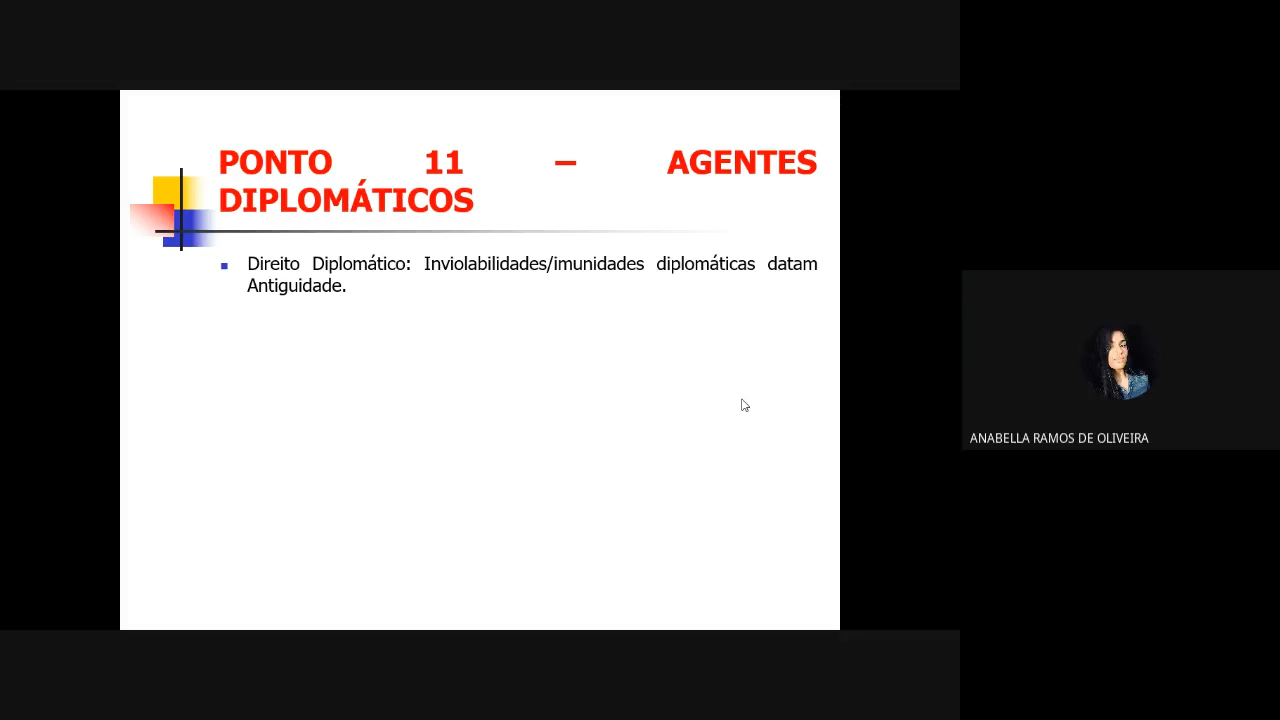 PONTO 11 – AGENTES
DIPLOMÁTICOS
Direito Diplomático: Inviolabilidades/imunidades diplomáticas datam
Antiguidade.
ANABELLA RAMOS DE OLIVEIRA